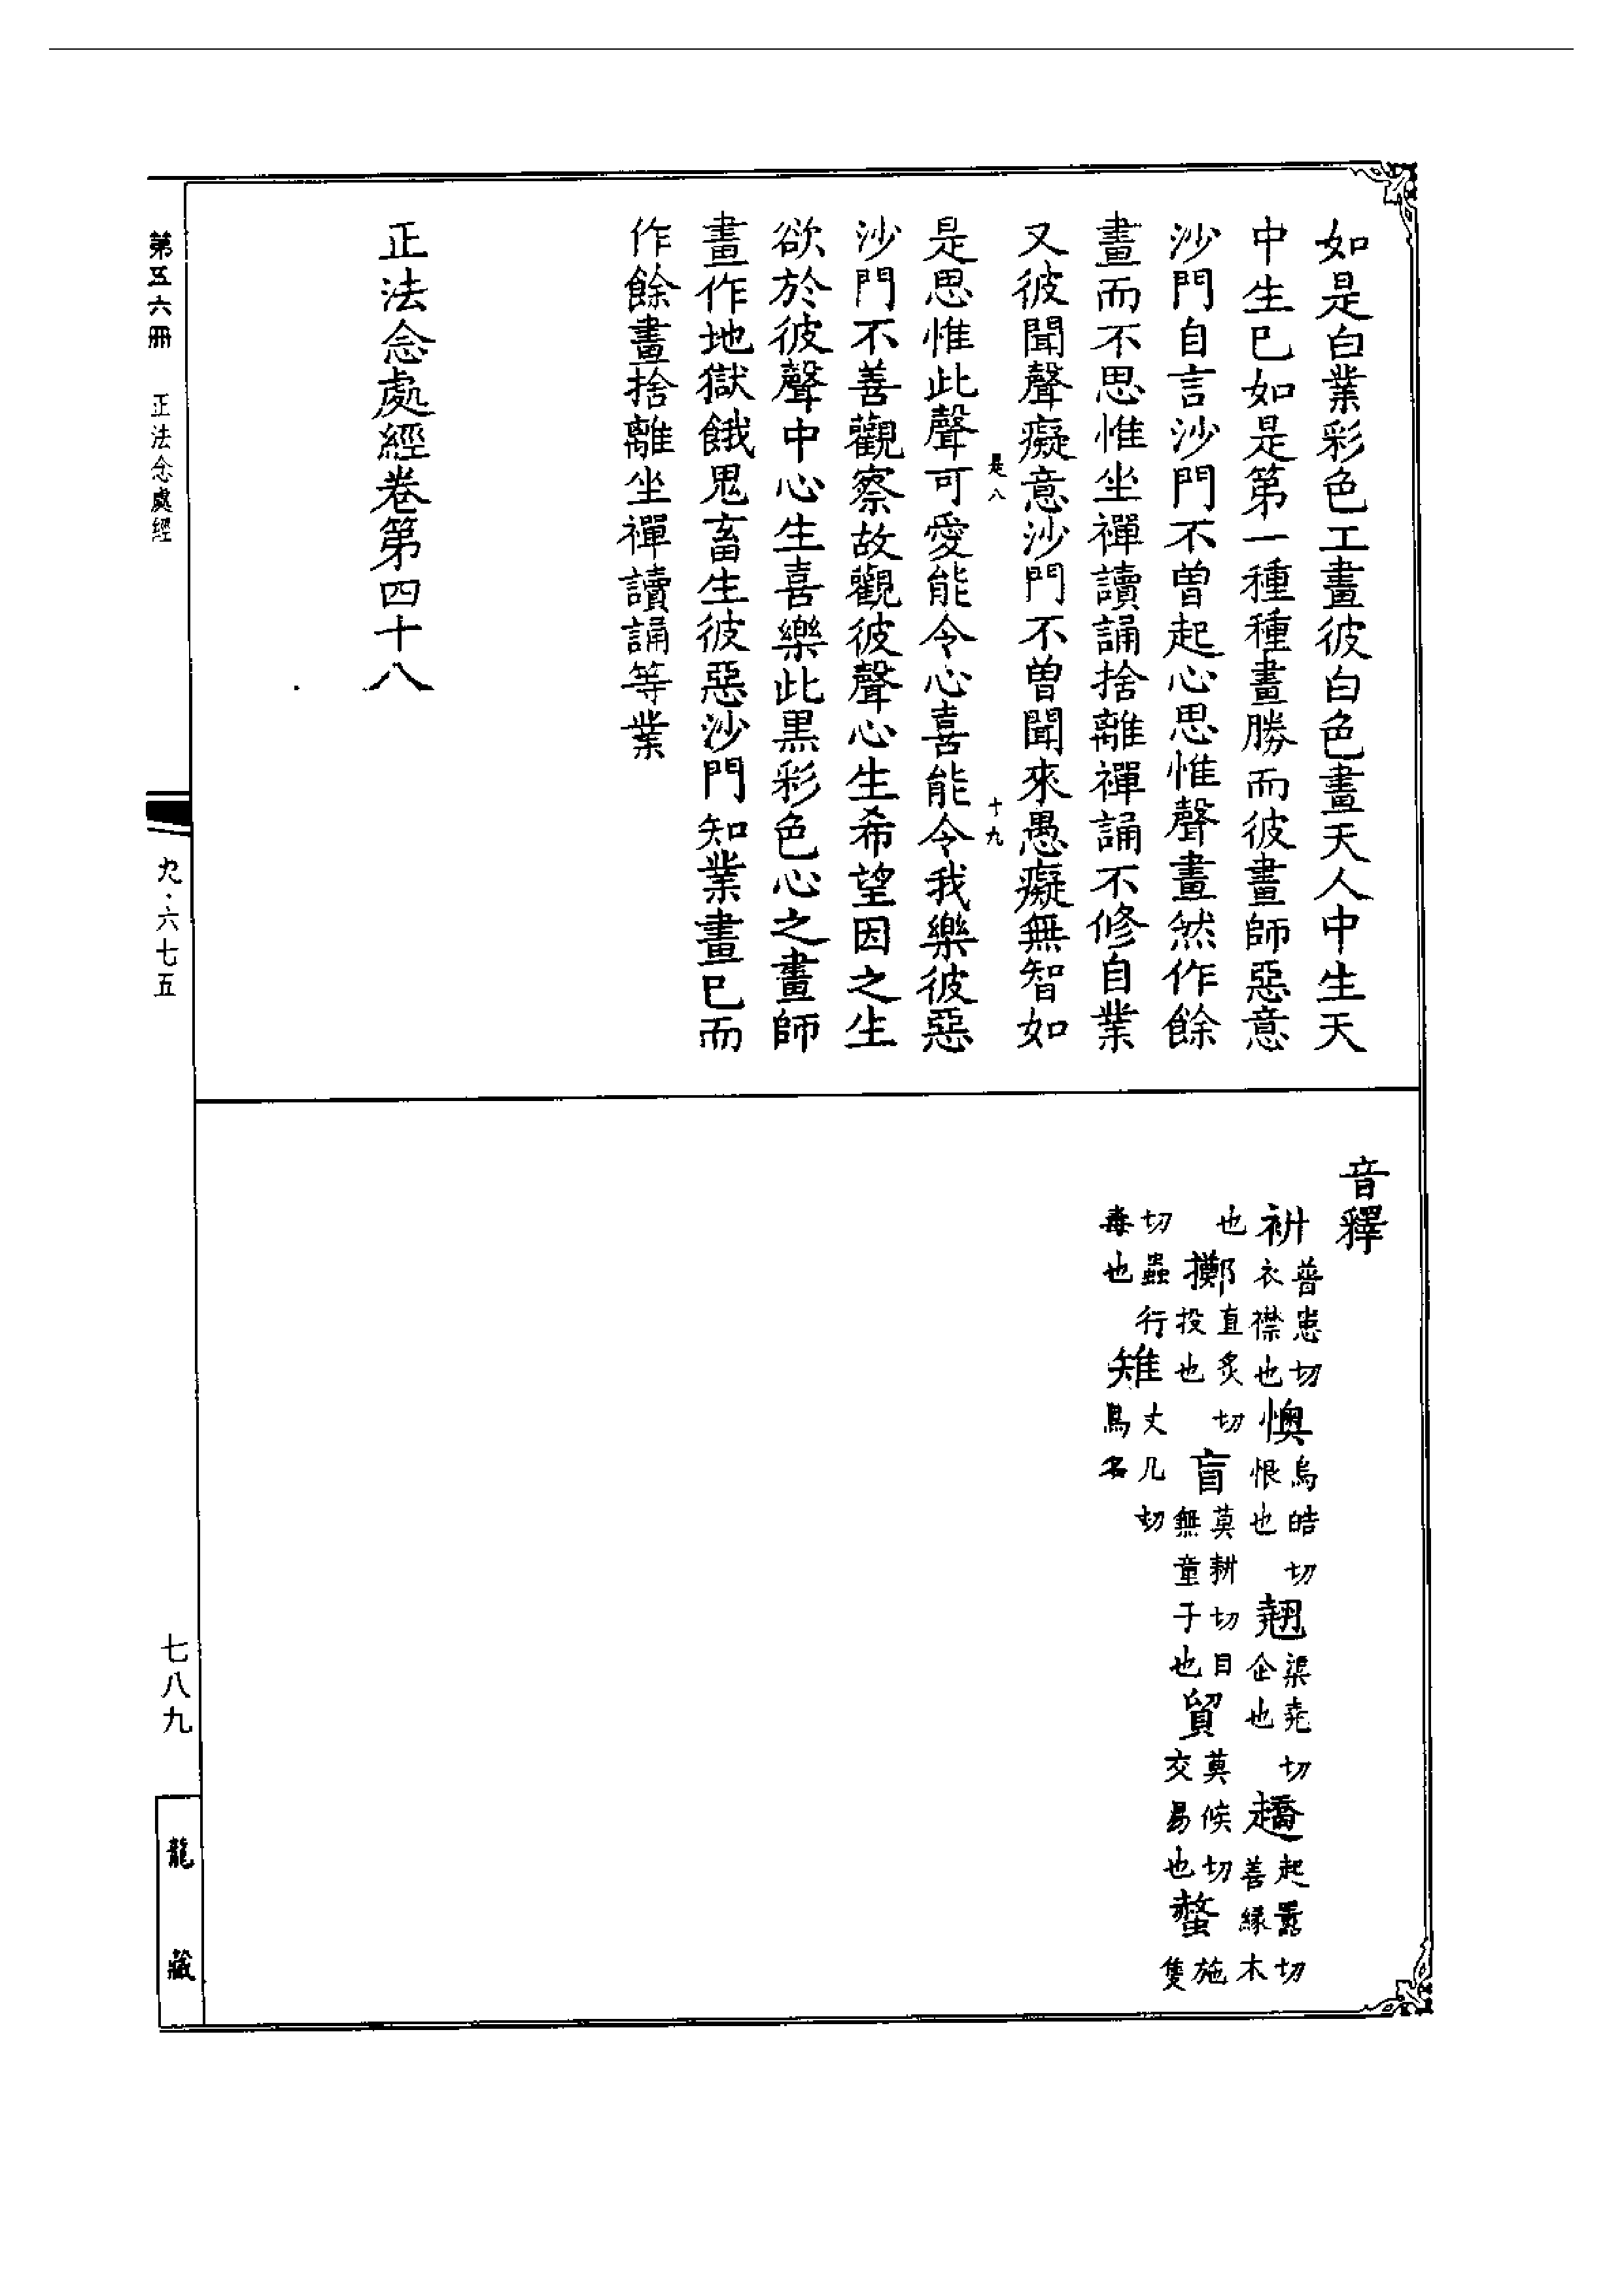 如是白業彩色工畫彼白色畫天人中生天
中生已如是第一種種畫勝而彼畫師惡意
沙門自言沙門不曾起心思惟聲畫然作餘
畫而不思惟坐禪讀誦捨離禪誦不修自業
又彼聞聲癡意沙門不曾聞來愚癡無智如
是八 十九
是思惟此聲可愛能令心喜能令我樂彼惡
沙門不善觀察故觀彼聲心生希望因之生
欲於彼聲中心生喜樂此黑彩色心之畫師
畫作地獄餓鬼畜生彼惡沙門知業畫已而
作餘畫捨離坐禪讀誦等業
正法念處經卷第四十八
音釋
普患切衣襟也 懊烏皓切恨也 翹渠堯切企也 趫起囂切善緣木
也 擲直炙切投也 盲莫耕切目無童子也 貿莫候切交易也 螫施隻
切蟲行毒也 雉丈几切鳥名
第五六冊 正法念處經
九·六七五
七八九
龍藏